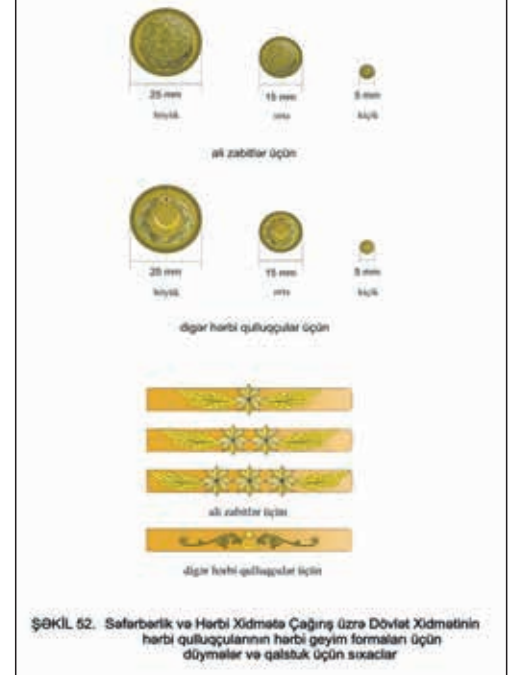 25 mm 15 mm 5 mm
böyük orta kiçik
ali zabitlər üçün
25 mm 15 mm 5 mm
böyük orta kiçik
digər hərbi qulluqçular üçün
ali zabitlər üçün
digər hərbi qulluqçular üçün
ŞƏKİL 52. Səfərbərlik və Hərbi Xidmətə Çağırış üzrə Dövlət Xidmətinin
hərbi qulluqçularının hərbi geyim formaları üçün
düymələr və qalstuk üçün sıxaclar